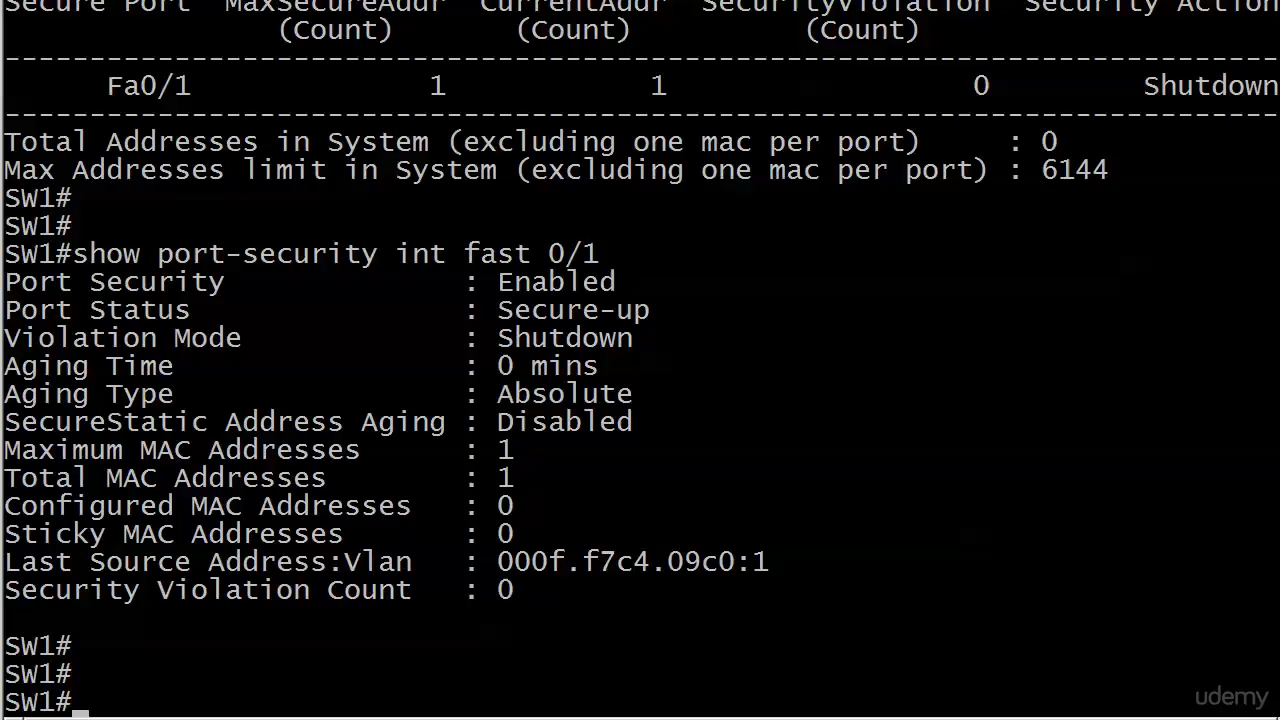 Secure Port  MaxSecureAddr  CurrentAddr  SecurityViolation  Security Action
                (Count)       (Count)          (Count)
---------------------------------------------------------------------------
      Fa0/1              1            1                  0         Shutdown
---------------------------------------------------------------------------
Total Addresses in System (excluding one mac per port)     : 0
Max Addresses limit in System (excluding one mac per port) : 6144
SW1#
SW1#
SW1#show port-security int fast 0/1
Port Security              : Enabled
Port Status                : Secure-up
Violation Mode             : Shutdown
Aging Time                 : 0 mins
Aging Type                 : Absolute
SecureStatic Address Aging : Disabled
Maximum MAC Addresses      : 1
Total MAC Addresses        : 1
Configured MAC Addresses   : 0
Sticky MAC Addresses       : 0
Last Source Address:Vlan   : 000f.f7c4.09c0:1
Security Violation Count   : 0
SW1#
SW1#
SW1#
udemy